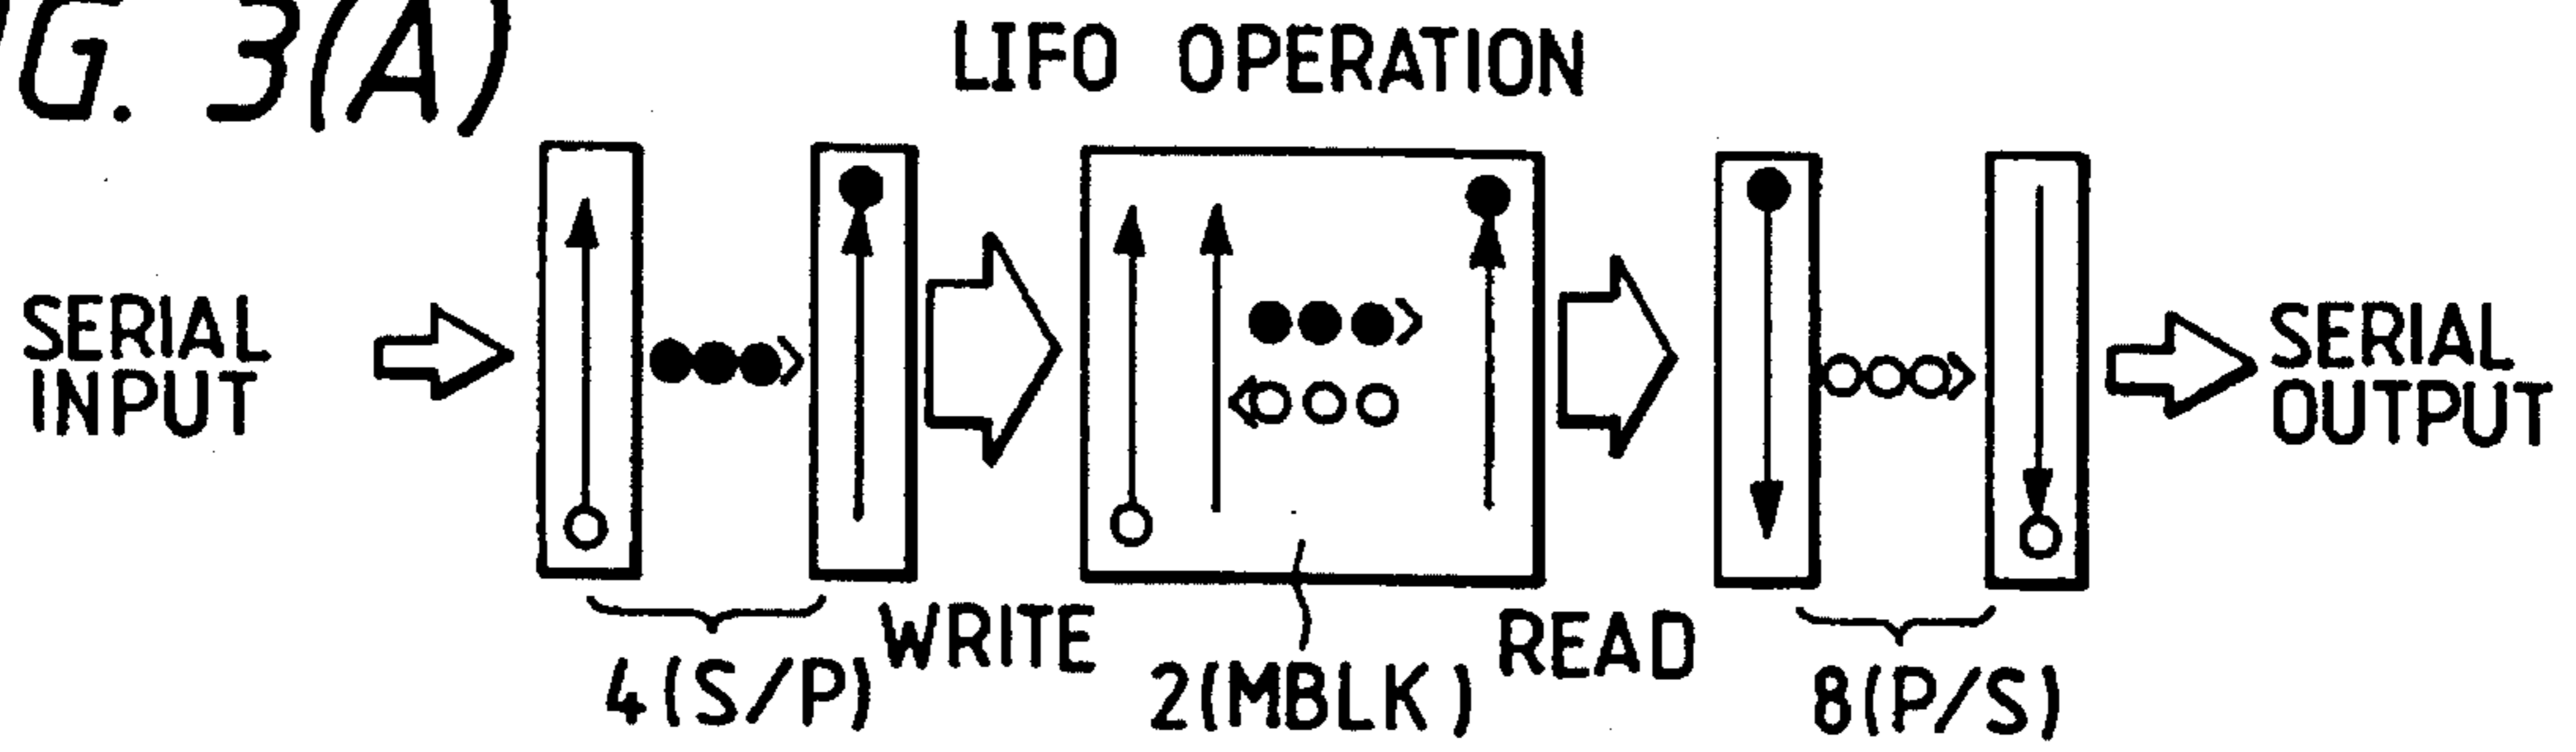 G. 3(A)
LIFO OPERATION
SERIAL
INPUT
SERIAL
OUTPUT
WRITE
READ
4(S/P)
2(MBLK)
8(P/S)